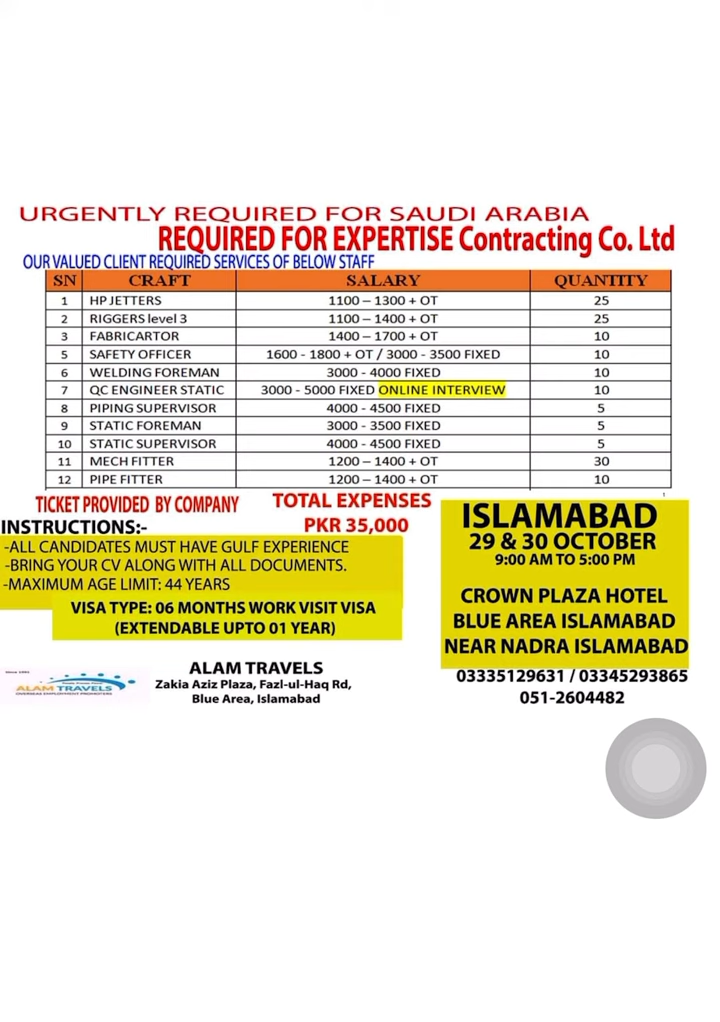 URGENTLY REQUIRED FOR SAUDI ARABIA
REQUIRED FOR EXPERTISE Contracting Co. Ltd
OUR VALUED CLIENT REQUIRED SERVICES OF BELOW STAFF
SN CRAFT SALARY QUANTITY
1 HP JETTERS 1100 – 1300 + OT 25
2 RIGGERS level 3 1100 – 1400 + OT 25
3 FABRICARTOR 1400 – 1700 + OT 10
5 SAFETY OFFICER 1600 - 1800 + OT / 3000 - 3500 FIXED 10
6 WELDING FOREMAN 3000 - 4000 FIXED 10
7 QC ENGINEER STATIC 3000 - 5000 FIXED ONLINE INTERVIEW 10
8 PIPING SUPERVISOR 4000 - 4500 FIXED 5
9 STATIC FOREMAN 3000 - 3500 FIXED 5
10 STATIC SUPERVISOR 4000 - 4500 FIXED 5
11 MECH FITTER 1200 – 1400 + OT 30
12 PIPE FITTER 1200 – 1400 + OT 10
1
TICKET PROVIDED BY COMPANY
TOTAL EXPENSES
PKR 35,000
INSTRUCTIONS:-
-ALL CANDIDATES MUST HAVE GULF EXPERIENCE
-BRING YOUR CV ALONG WITH ALL DOCUMENTS.
-MAXIMUM AGE LIMIT: 44 YEARS
VISA TYPE: 06 MONTHS WORK VISIT VISA
(EXTENDABLE UPTO 01 YEAR)
ISLAMABAD
29 & 30 OCTOBER
9:00 AM TO 5:00 PM
CROWN PLAZA HOTEL
BLUE AREA ISLAMABAD
NEAR NADRA ISLAMABAD
03335129631 / 03345293865
051-2604482
ALAM TRAVELS
OVERSEAS EMPLOYMENT PROMOTERS
ALAM TRAVELS
Zakia Aziz Plaza, Fazl-ul-Haq Rd,
Blue Area, Islamabad